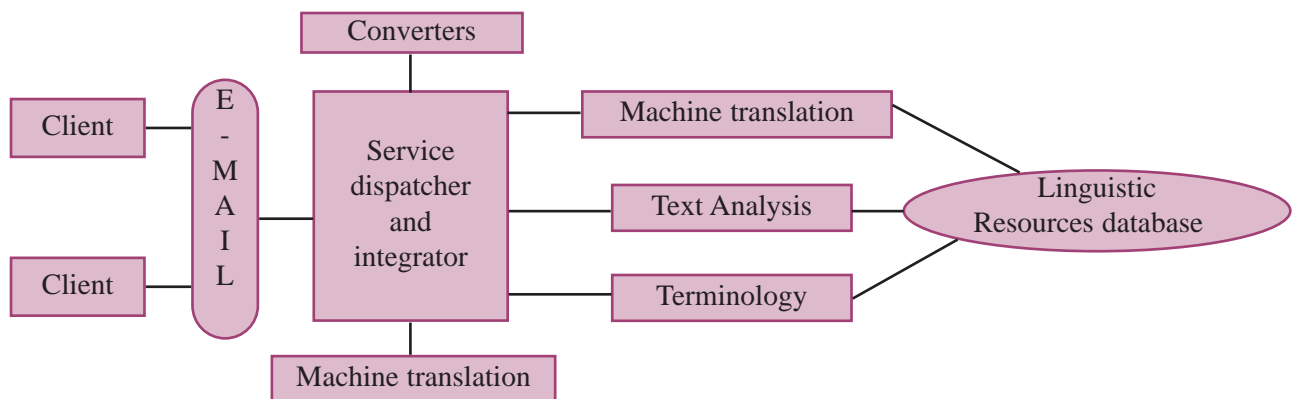 Converters
Client
Client
E
-
M
A
I
L
Service
dispatcher
and
integrator
Machine translation
Text Analysis
Terminology
Linguistic
Resources database
Machine translation